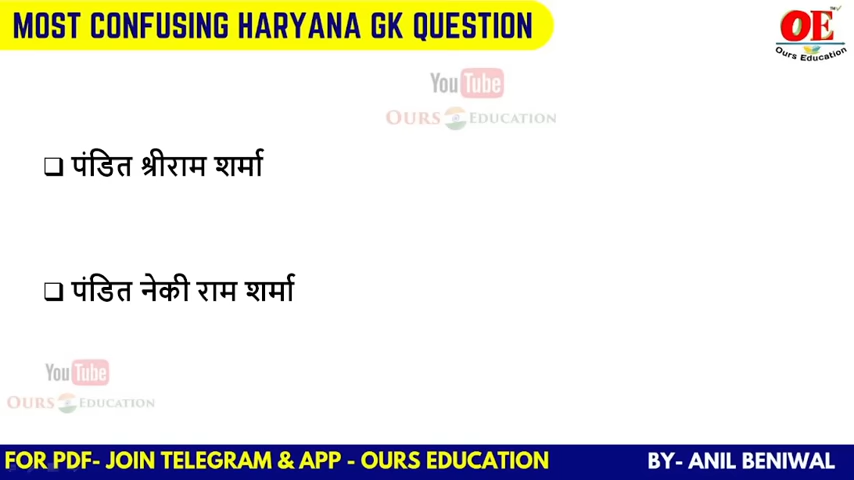 MOST CONFUSING HARYANA GK QUESTION
OE
Ours Education
YouTube
OURS EDUCATION
❑ पंडित श्रीराम शर्मा
❑ पंडित नेकी राम शर्मा
YouTube
OURS EDUCATION
FOR PDF- JOIN TELEGRAM & APP - OURS EDUCATION
BY- ANIL BENIWAL